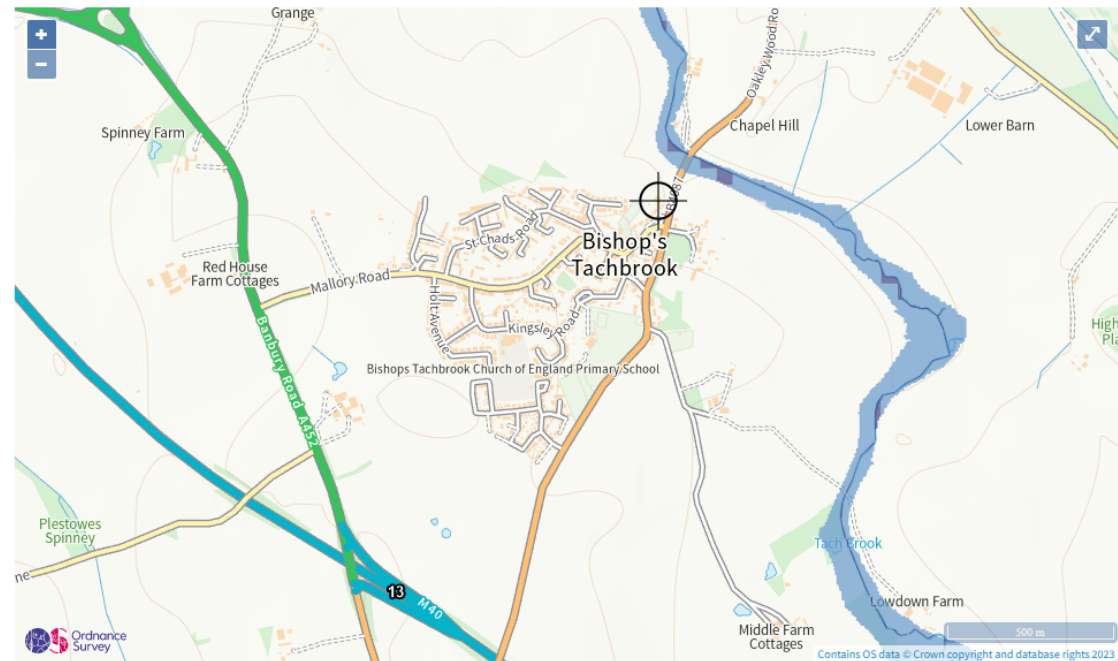 +
−
Grange
Oakley Wood Ro
Spinney Farm
Chapel Hill
Lower Barn
B4087
St Chads Road
Bishop's
Tachbrook
Red House
Farm Cottages
Mallory Road
Holt Avenue
Kingsley Road
High
Pla
Banbury Road A452
Bishops Tachbrook Church of England Primary School
Plestowes
Spinney
Tach Brook
ne
13
M40
Lowdown Farm
Middle Farm
Cottages
Ordnance
Survey
500 m
Contains OS data © Crown copyright and database rights 2023